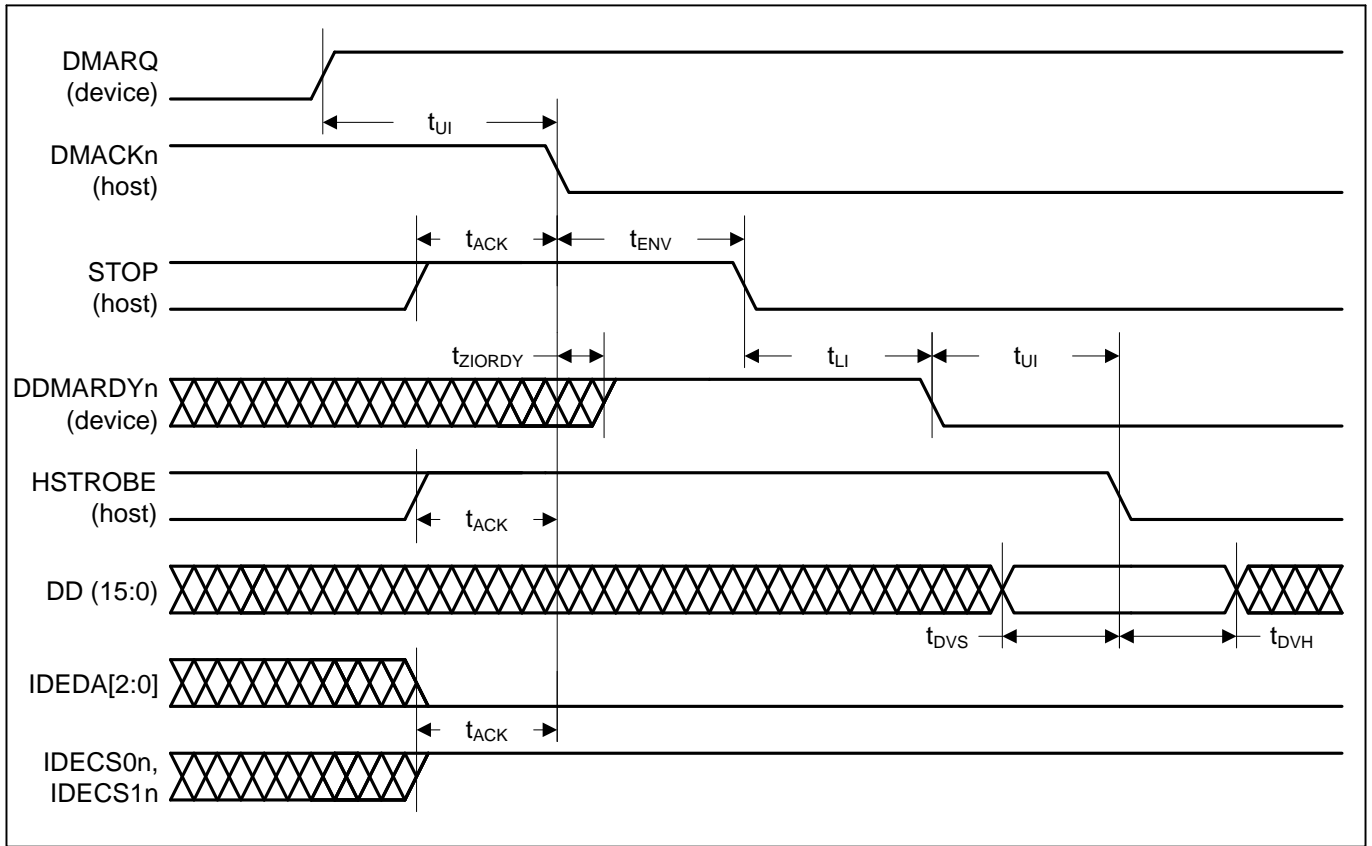 DMARQ
(device)
tUI
DMACKn
(host)
tACK
tENV
STOP
(host)
tZIORDY
tLI
tUI
DDMARDYn
(device)
HSTROBE
(host)
tACK
DD (15:0)
tDVS
tDVH
IDEDA[2:0]
tACK
IDECS0n,
IDECS1n